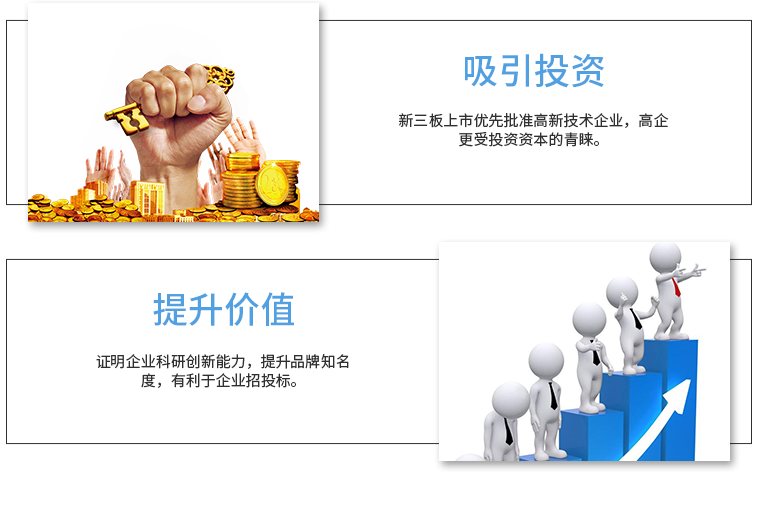 吸引投资
新三板上市优先批准高新技术企业，高企
更受投资资本的青睐。
提升价值
证明企业科研创新能力，提升品牌知名
度，有利于企业招投标。